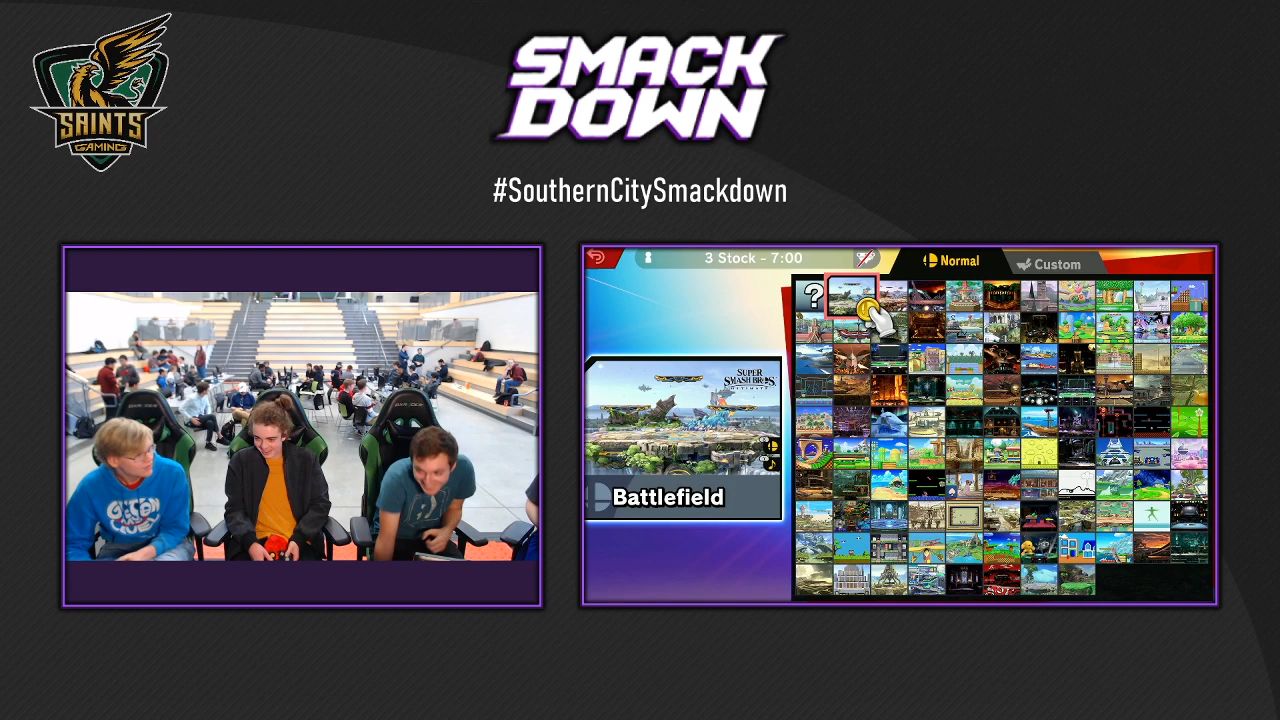 SMACK
DOWN
SAINTS
GAMING
#SouthernCitySmackdown
3 Stock - 7:00
Normal
Custom
?
SUPER
SMASH BROS.
ULTIMATE
Battlefield